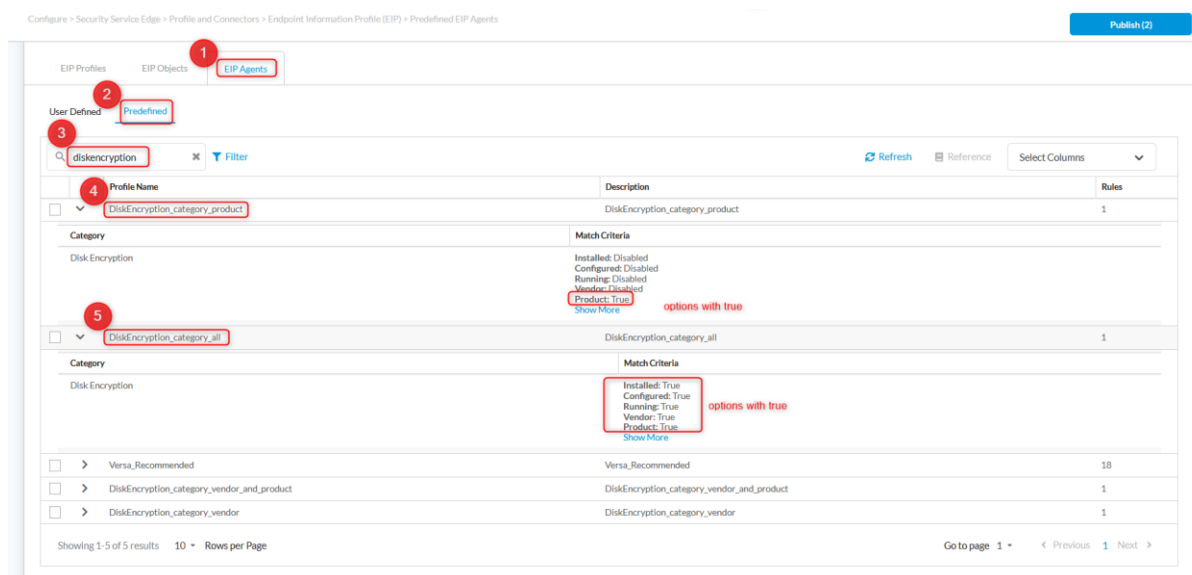 Configure > Security Service Edge > Profile and Connectors > Endpoint Information Profile (EIP) > Predefined EIP Agents
Publish (2)
1
EIP Profiles EIP Objects EIP Agents
2
User Defined Predefined
3
diskencryption Filter Refresh Reference Select Columns
4 Profile Name Description Rules
DiskEncryption_category_product DiskEncryption_category_product 1
Category Match Criteria
Disk Encryption Installed: Disabled
Configured: Disabled
Running: Disabled
Vendor: Disabled
Product: True
options with true
Show More
5
DiskEncryption_category_all DiskEncryption_category_all 1
Category Match Criteria
Disk Encryption Installed: True
Configured: True
Running: True options with true
Vendor: True
Product: True
Show More
Versa_Recommended Versa_Recommended 18
DiskEncryption_category_vendor_and_product DiskEncryption_category_vendor_and_product 1
DiskEncryption_category_vendor DiskEncryption_category_vendor 1
Showing 1-5 of 5 results 10 Rows per Page Go to page 1 < Previous 1 Next >